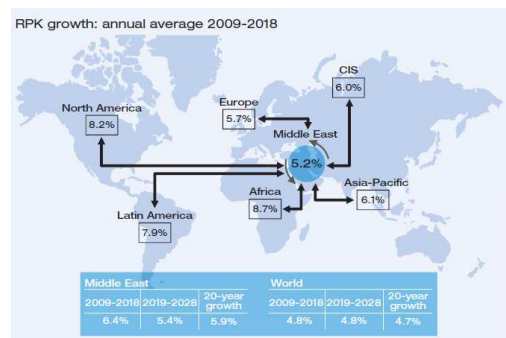 RPK growth: annual average 2009-2018
CIS
6.0%
North America
8.2%
Europe
5.7%
Middle East
5.2%
Asia-Pacific
6.1%
Africa
8.7%
Latin America
7.9%
Middle East World
2009-2018 2019-2028 20-year growth 2009-2018 2019-2028 20-year growth
6.4% 5.4% 5.9% 4.8% 4.8% 4.7%